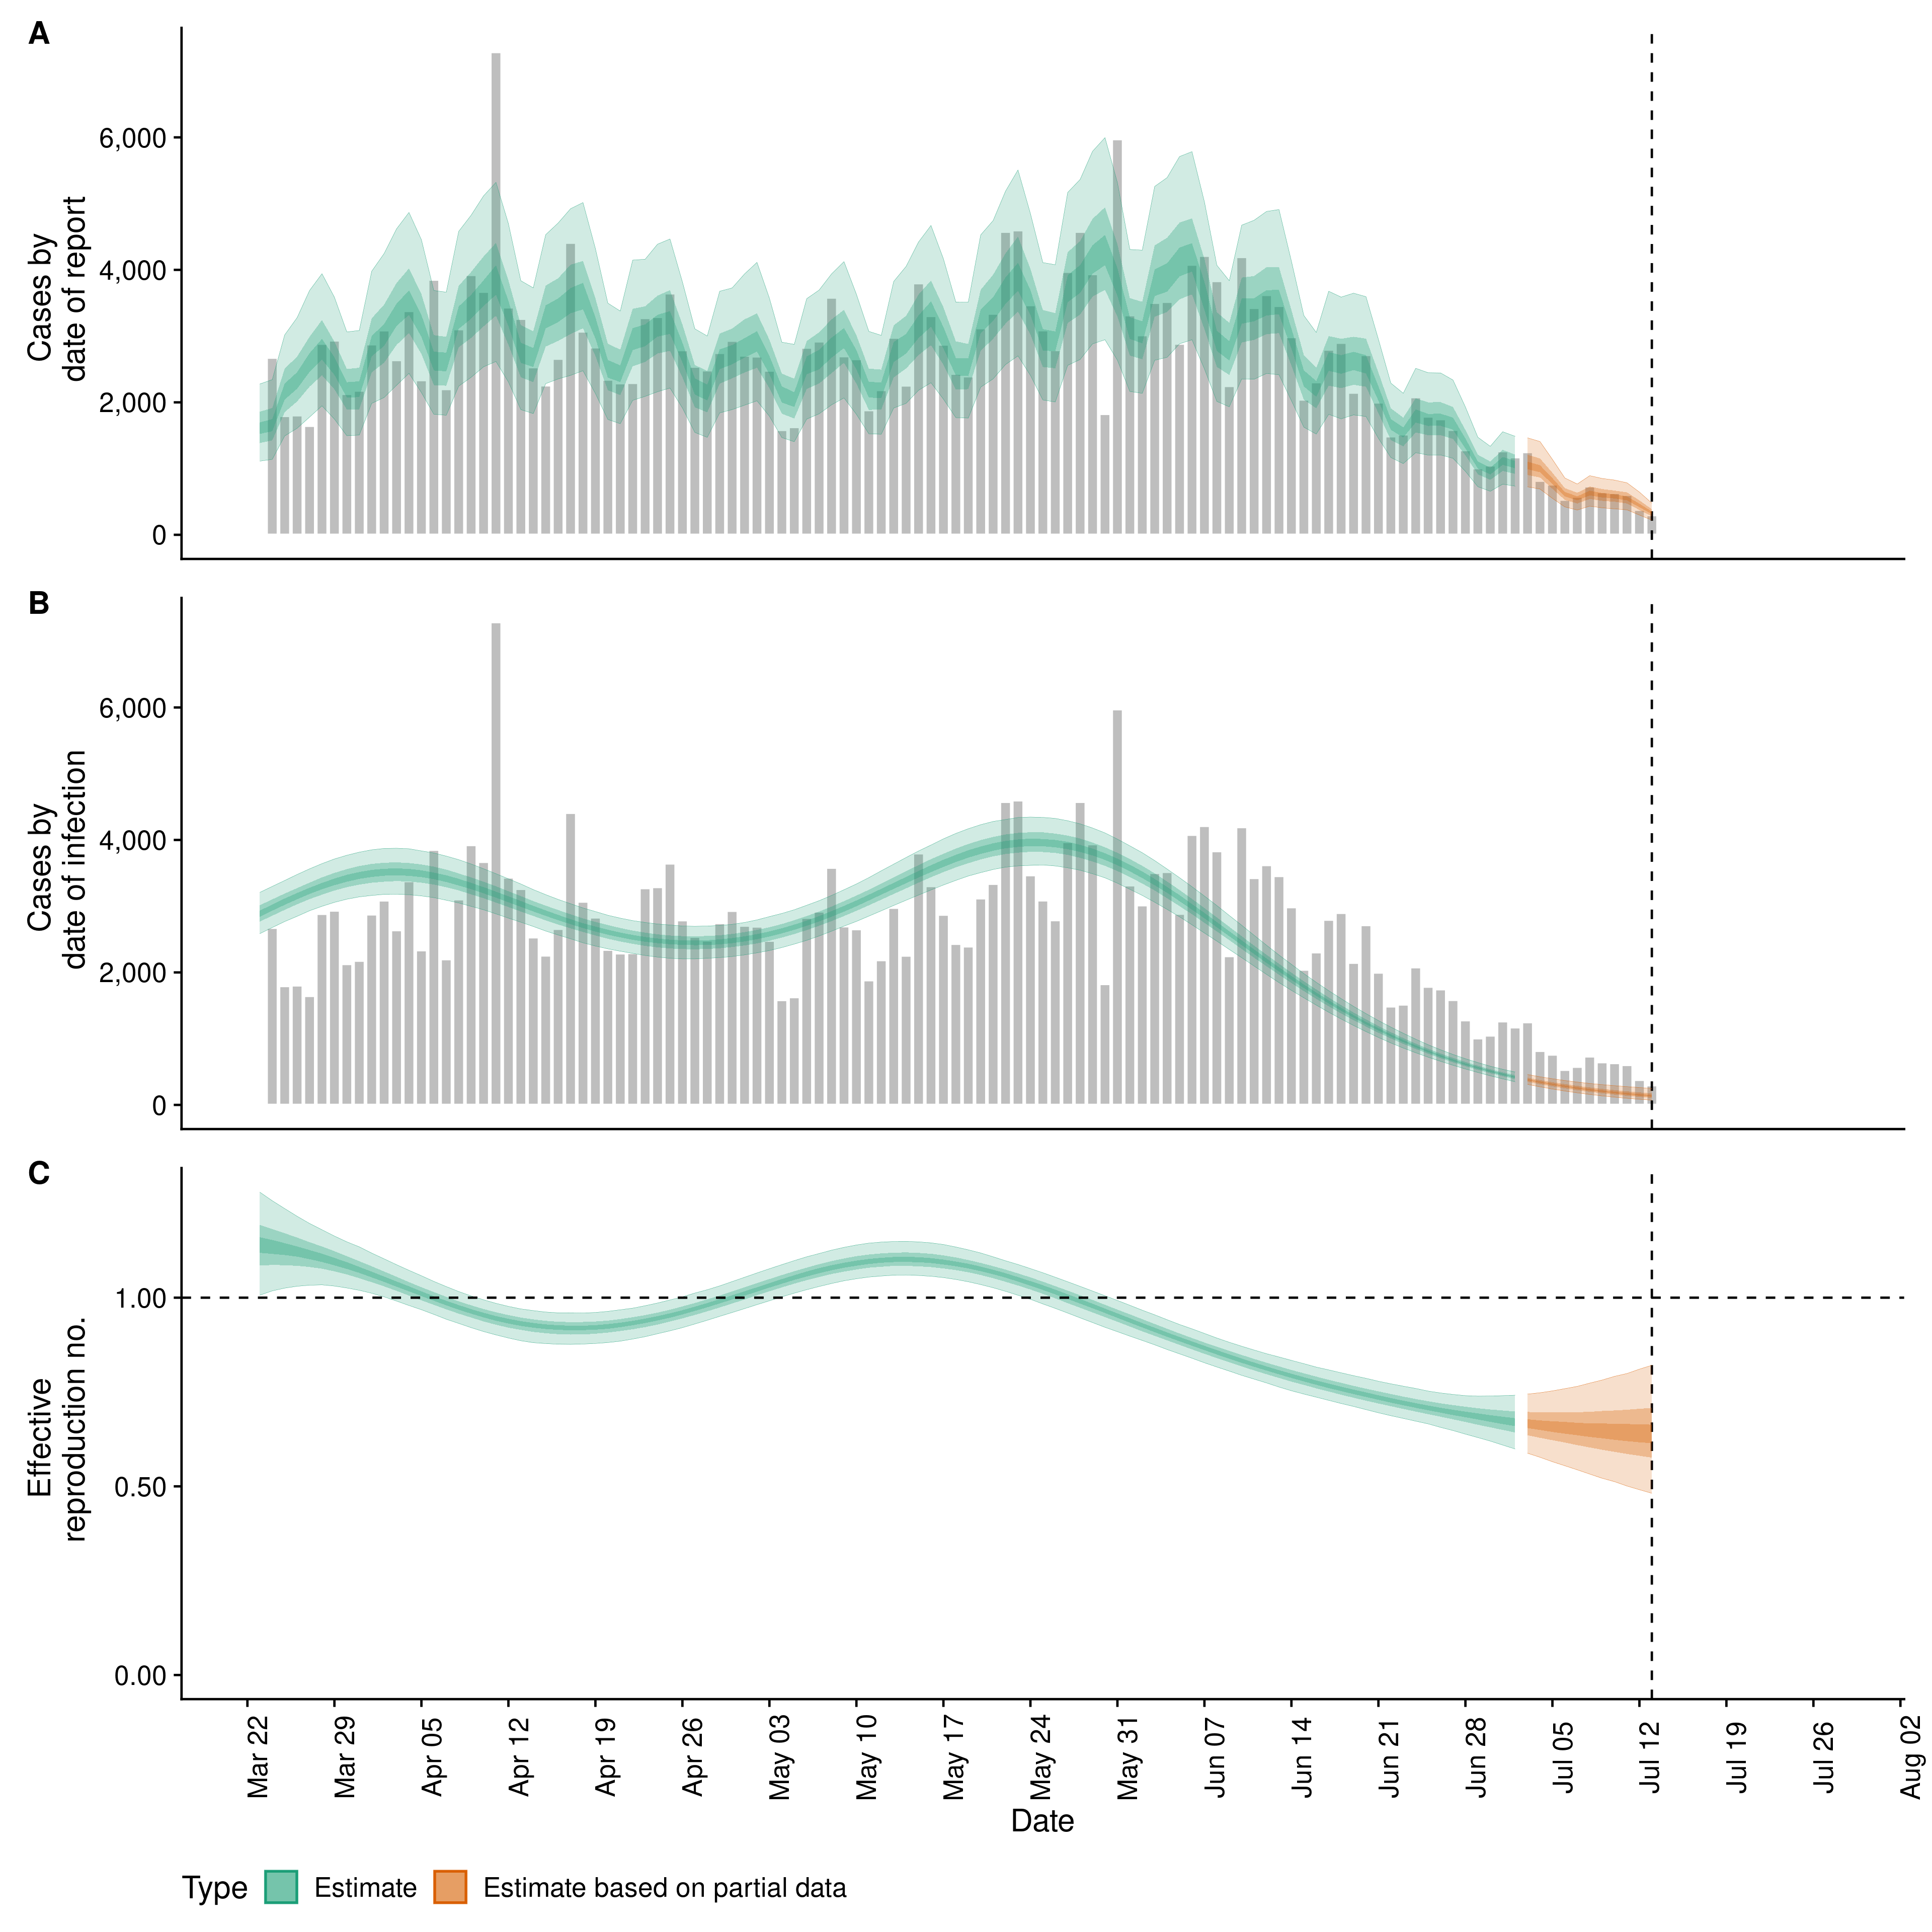 A
Cases by
date of report
6,000
4,000
2,000
0
B
Cases by
date of infection
6,000
4,000
2,000
0
C
Effective
reproduction no.
1.00
0.50
0.00
Mar 22
Mar 29
Apr 05
Apr 12
Apr 19
Apr 26
May 03
May 10
May 17
May 24
May 31
Jun 07
Jun 14
Jun 21
Jun 28
Jul 05
Jul 12
Jul 19
Jul 26
Aug 02
Date
Type Estimate Estimate based on partial data